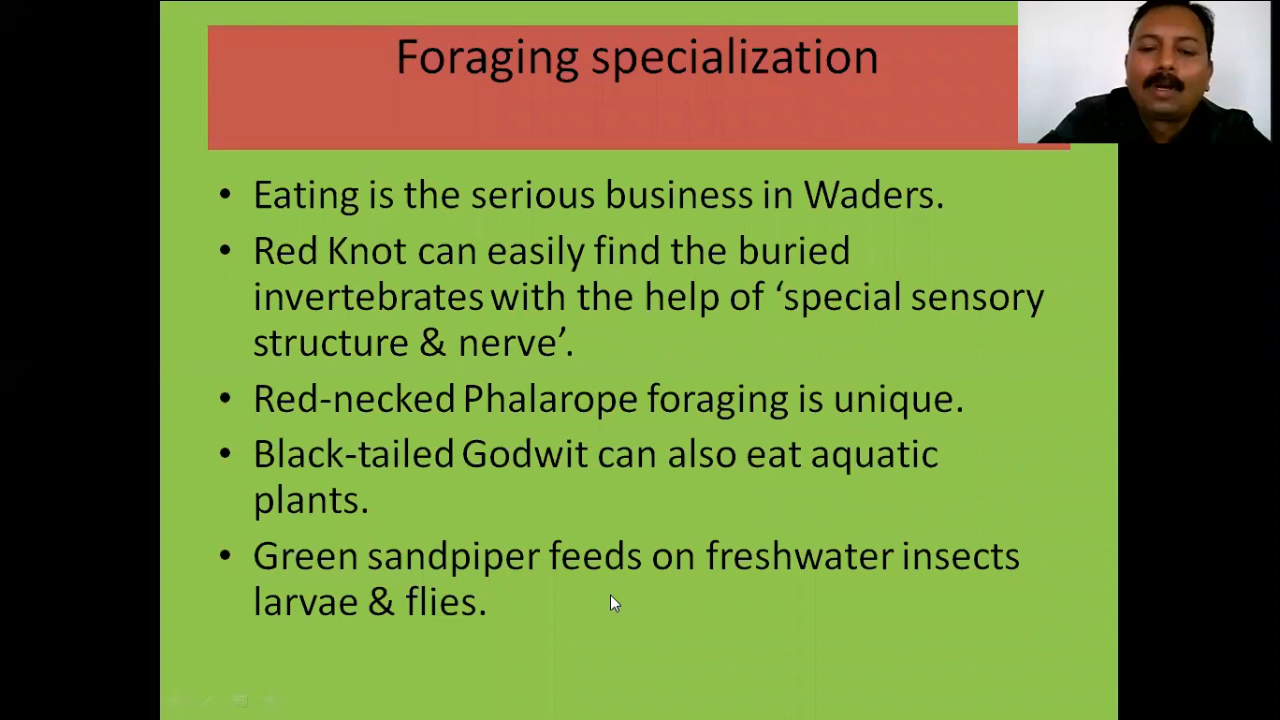 Foraging specialization
• Eating is the serious business in Waders.
• Red Knot can easily find the buried
invertebrates with the help of ‘special sensory
structure & nerve’.
• Red-necked Phalarope foraging is unique.
• Black-tailed Godwit can also eat aquatic
plants.
• Green sandpiper feeds on freshwater insects
larvae & flies.